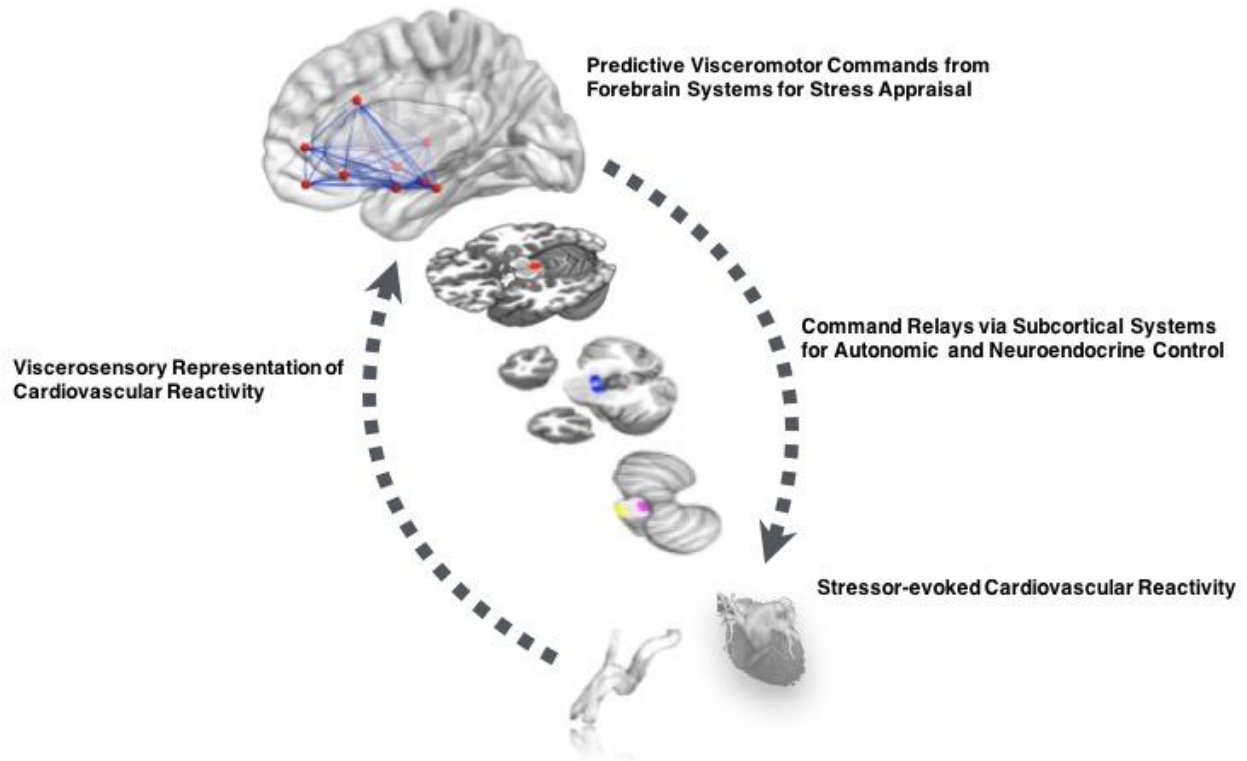 Predictive Visceromotor Commands from
Forebrain Systems for Stress Appraisal
Command Relays via Subcortical Systems
for Autonomic and Neuroendocrine Control
Viscerosensory Representation of
Cardiovascular Reactivity
Stressor-evoked Cardiovascular Reactivity